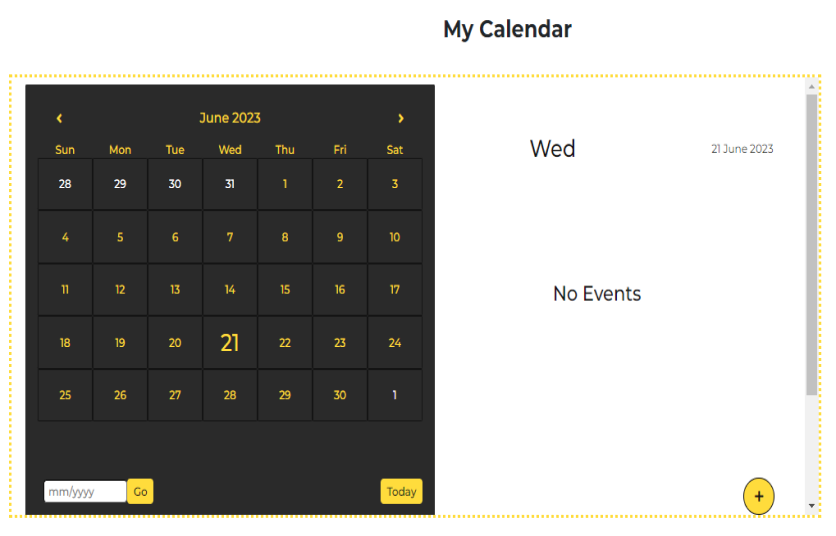 My Calendar
‹ June 2023 ›
Sun Mon Tue Wed Thu Fri Sat
28 29 30 31 1 2 3
4 5 6 7 8 9 10
11 12 13 14 15 16 17
18 19 20 21 22 23 24
25 26 27 28 29 30 1
mm/yyyy Go Today
Wed 21 June 2023
No Events
+